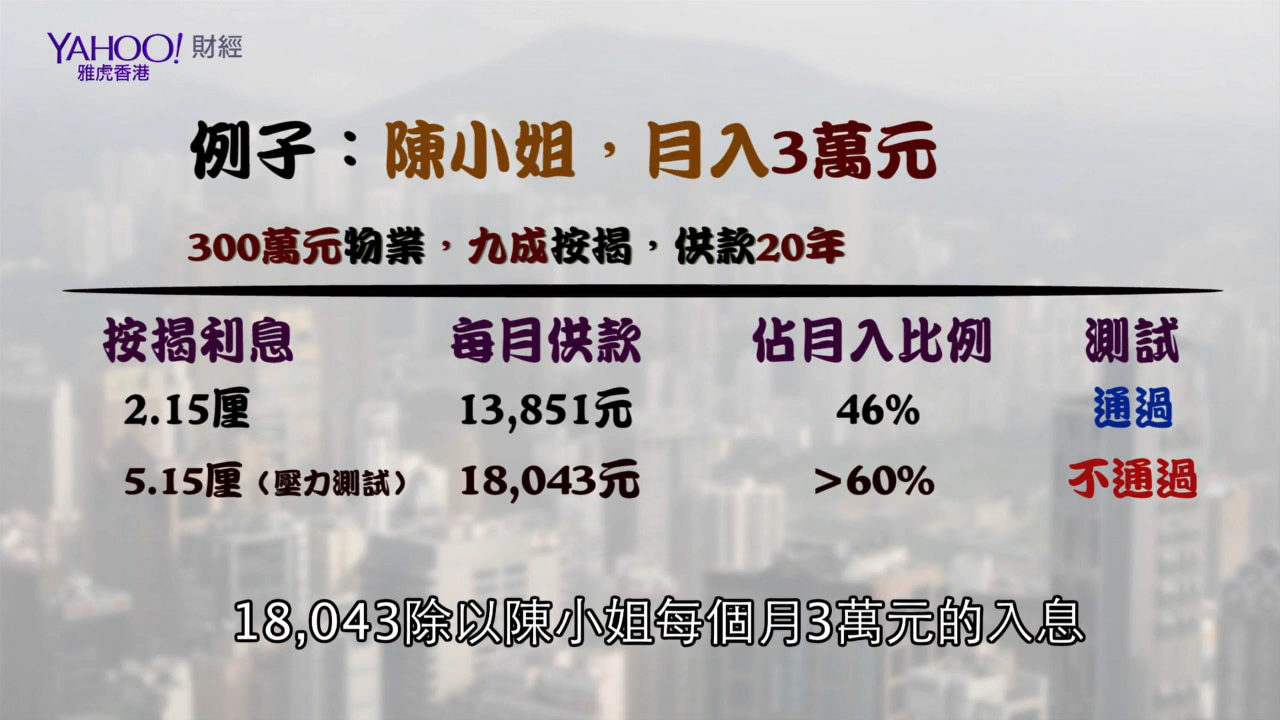 YAHOO! 財經
雅虎香港
例子：陳小姐，月入3萬元
300萬元物業，九成按揭，供款20年
按揭利息 每月供款 佔月入比例 測試
2.15厘 13,851元 46% 通過
5.15厘（壓力測試） 18,043元 >60% 不通過
18,043除以陳小姐每個月3萬元的入息